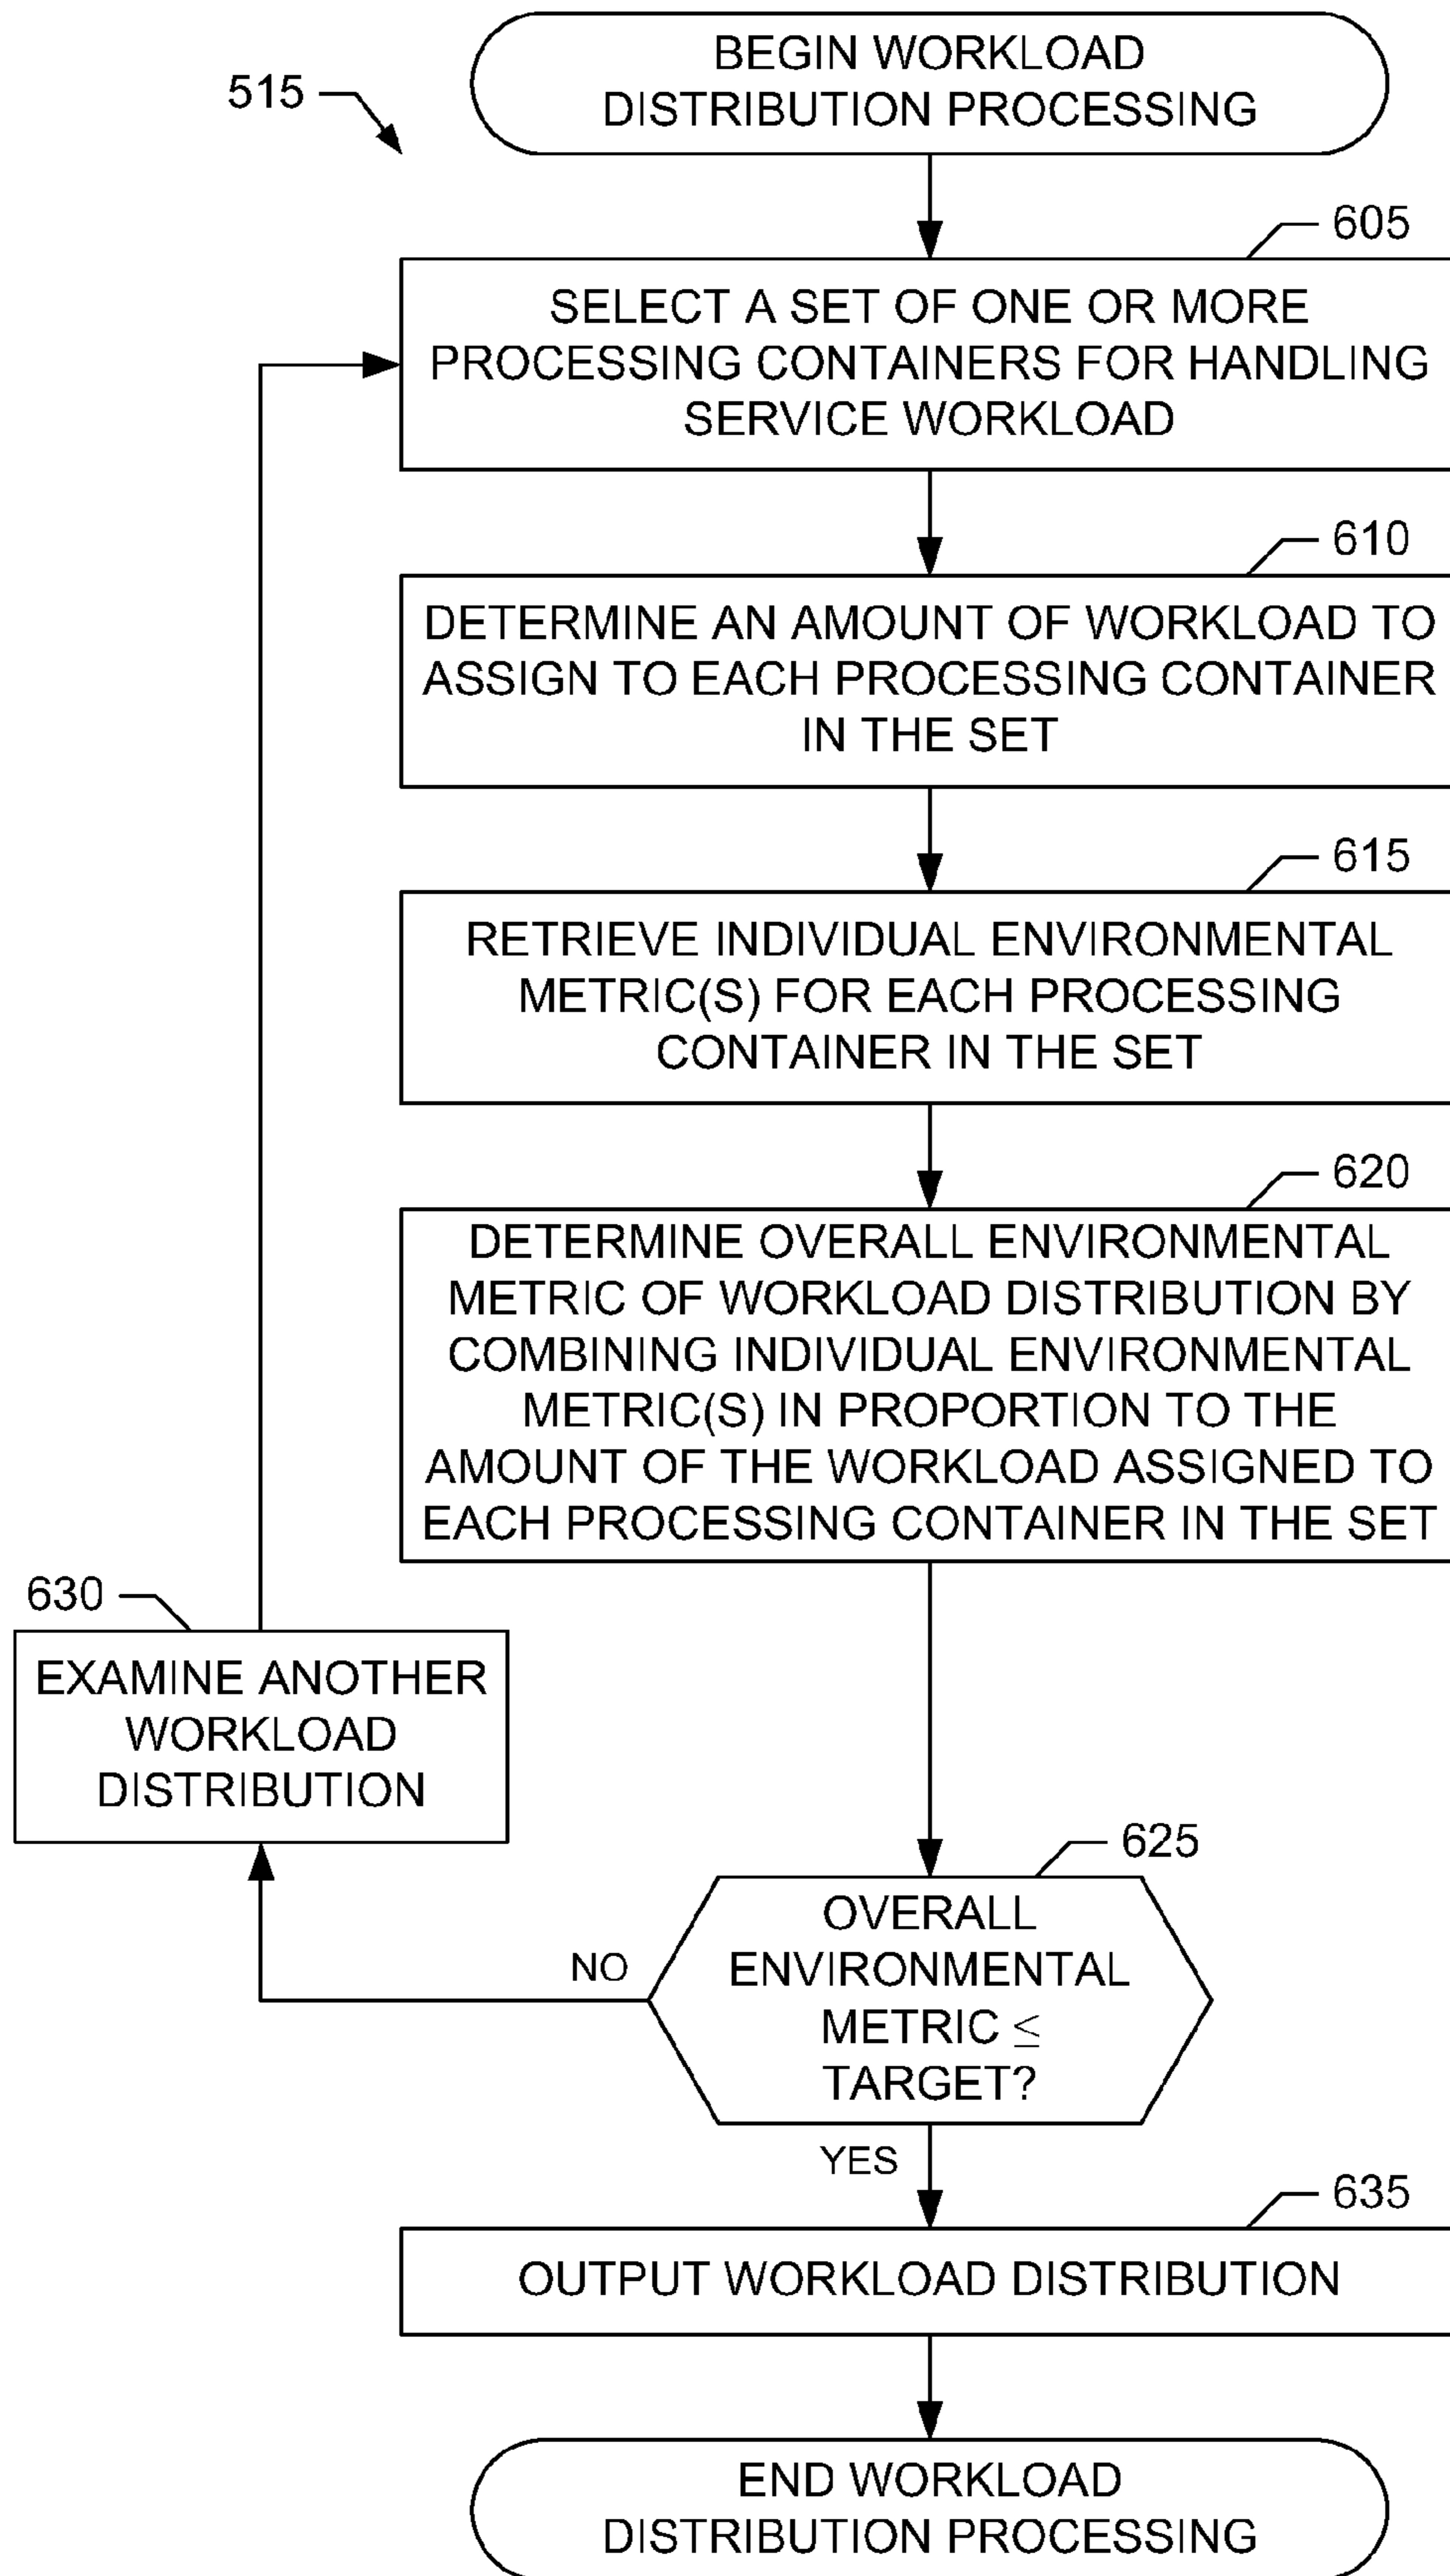 BEGIN WORKLOAD
DISTRIBUTION PROCESSING
515
605
SELECT A SET OF ONE OR MORE
PROCESSING CONTAINERS FOR HANDLING
SERVICE WORKLOAD
610
DETERMINE AN AMOUNT OF WORKLOAD TO
ASSIGN TO EACH PROCESSING CONTAINER
IN THE SET
615
RETRIEVE INDIVIDUAL ENVIRONMENTAL
METRIC(S) FOR EACH PROCESSING
CONTAINER IN THE SET
620
DETERMINE OVERALL ENVIRONMENTAL
METRIC OF WORKLOAD DISTRIBUTION BY
COMBINING INDIVIDUAL ENVIRONMENTAL
METRIC(S) IN PROPORTION TO THE
AMOUNT OF THE WORKLOAD ASSIGNED TO
EACH PROCESSING CONTAINER IN THE SET
630
EXAMINE ANOTHER
WORKLOAD
DISTRIBUTION
625
OVERALL
ENVIRONMENTAL
METRIC ≤
TARGET?
NO
YES
635
OUTPUT WORKLOAD DISTRIBUTION
END WORKLOAD
DISTRIBUTION PROCESSING